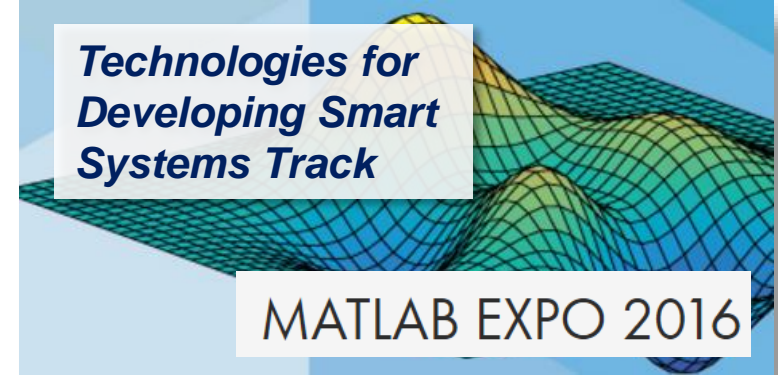 Technologies for
Developing Smart
Systems Track
MATLAB EXPO 2016